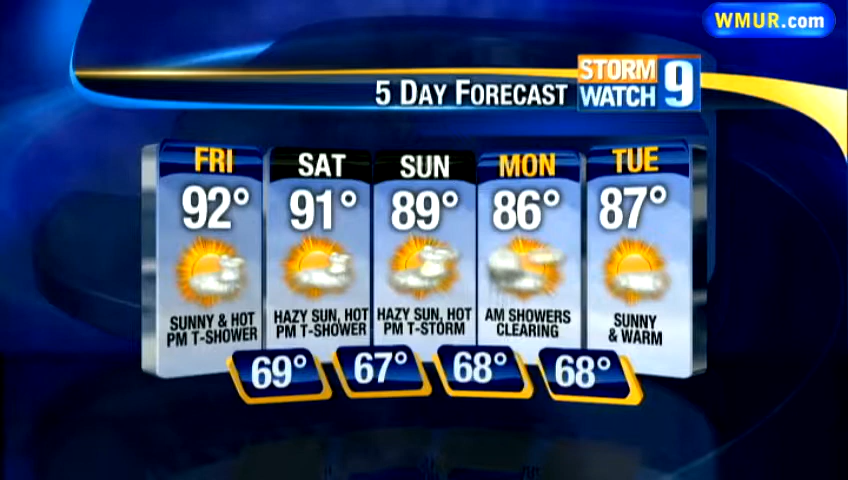 WMUR.com
5 DAY FORECAST
STORM
WATCH 9
FRI SAT SUN MON TUE
92° 91° 89° 86° 87°
SUNNY & HOT
PM T-SHOWER
HAZY SUN, HOT
PM T-SHOWER
HAZY SUN, HOT
PM T-STORM
AM SHOWERS
CLEARING
SUNNY
& WARM
69° 67° 68° 68°